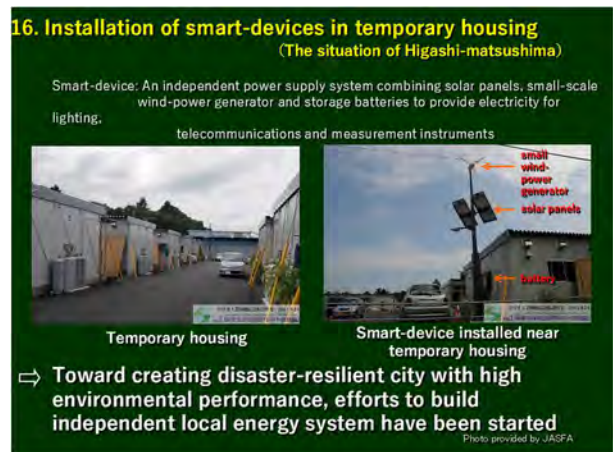 16. Installation of smart-devices in temporary housing
(The situation of Higashi-matsushima)
Smart-device: An independent power supply system combining solar panels, small-scale
wind-power generator and storage batteries to provide electricity for
lighting,
telecommunications and measurement instruments
small
wind-
power
generator
solar panels
battery
Temporary housing
Smart-device installed near
temporary housing
⇨ Toward creating disaster-resilient city with high
environmental performance, efforts to build
independent local energy system have been started
Photo provided by JASFA